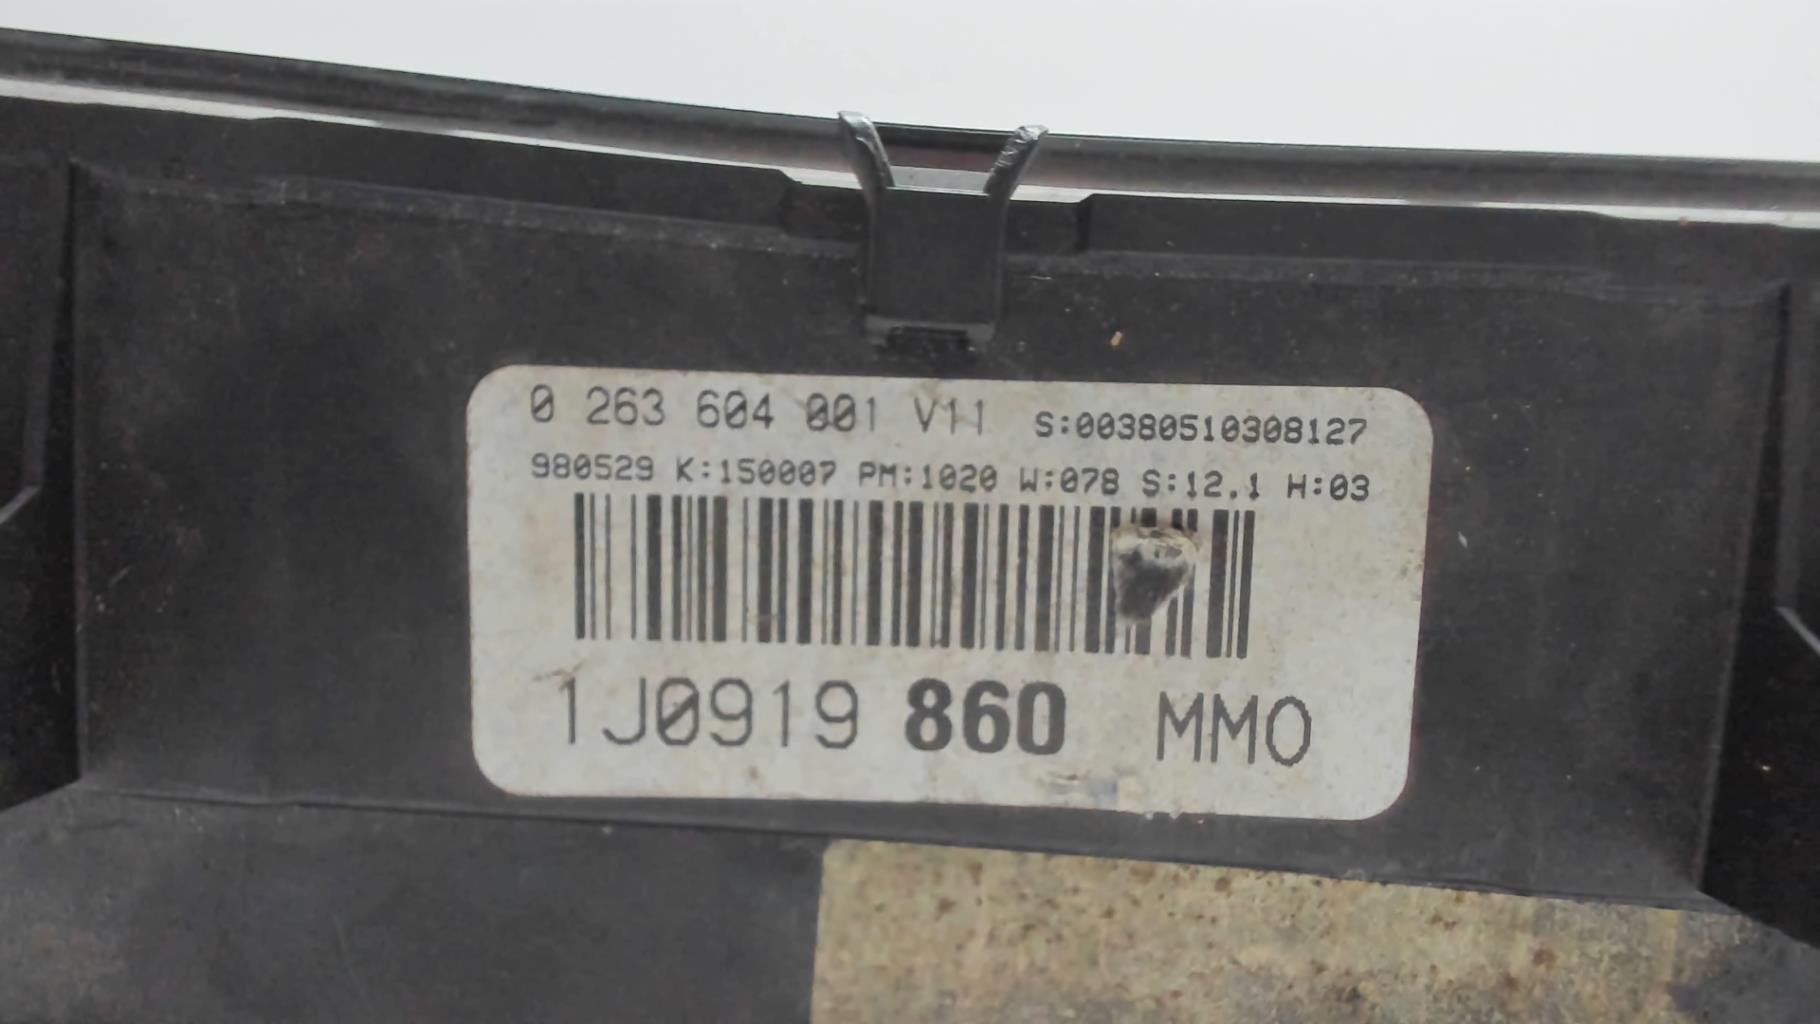 0 263 604 001 V11 S:00380510308127
980529 K:150007 PM:1020 W:078 S:12.1 H:03
1J0919 860 MMO